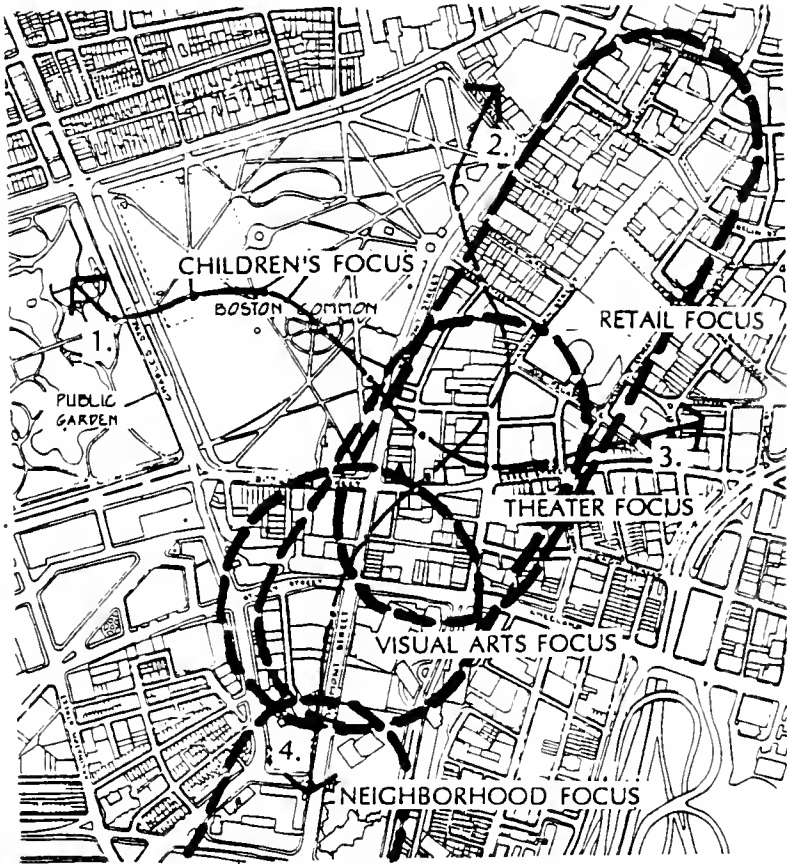 2.
CHILDREN'S FOCUS
BOSTON COMMON
RETAIL FOCUS
1.
PUBLIC
GARDEN
3.
THEATER FOCUS
STREET
VISUAL ARTS FOCUS
4.
NEIGHBORHOOD FOCUS